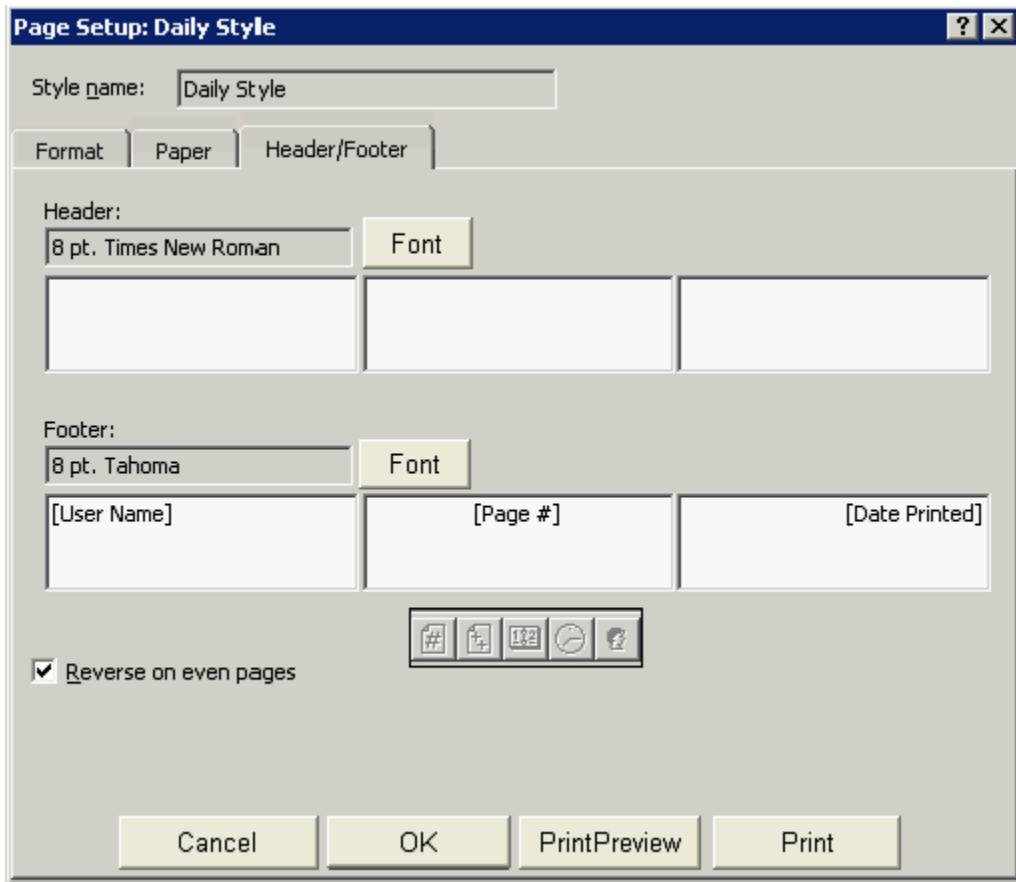 Page Setup: Daily Style
Style name: Daily Style
Format Paper Header/Footer
Header:
8 pt. Times New Roman Font
Footer:
8 pt. Tahoma Font
[User Name] [Page #] [Date Printed]
Reverse on even pages
Cancel OK PrintPreview Print